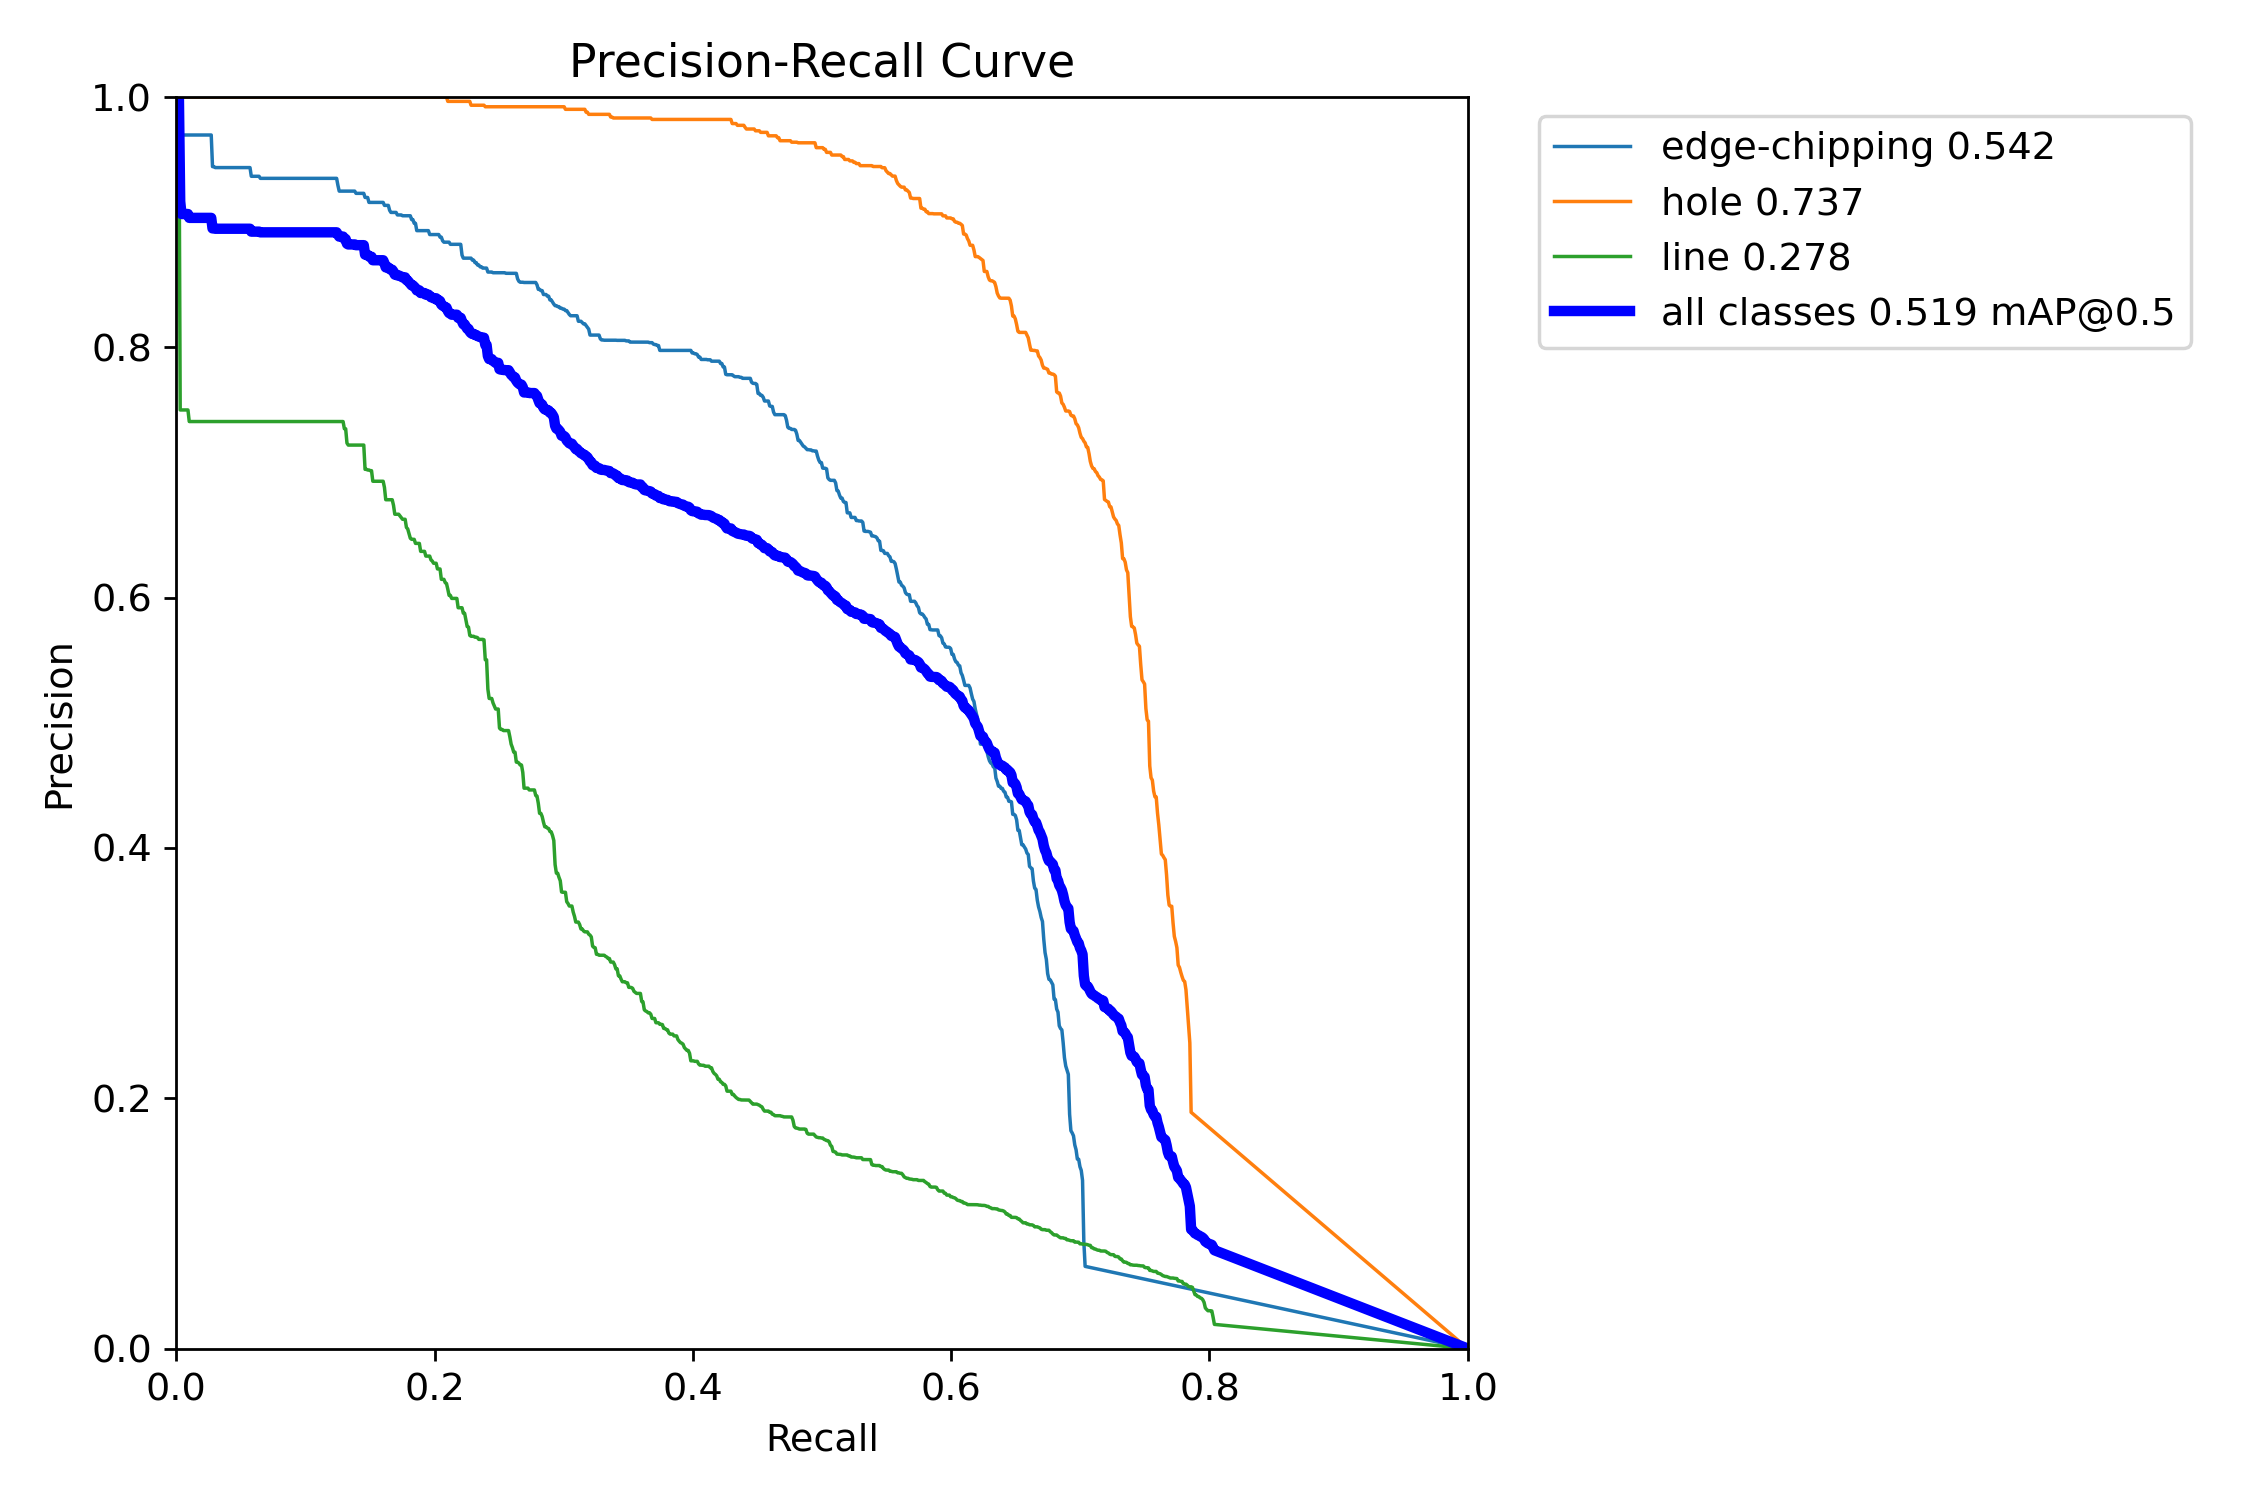 Precision-Recall Curve
1.0
0.8
0.6
0.4
0.2
0.0
Precision
0.0 0.2 0.4 0.6 0.8 1.0
Recall
edge-chipping 0.542
hole 0.737
line 0.278
all classes 0.519 mAP@0.5